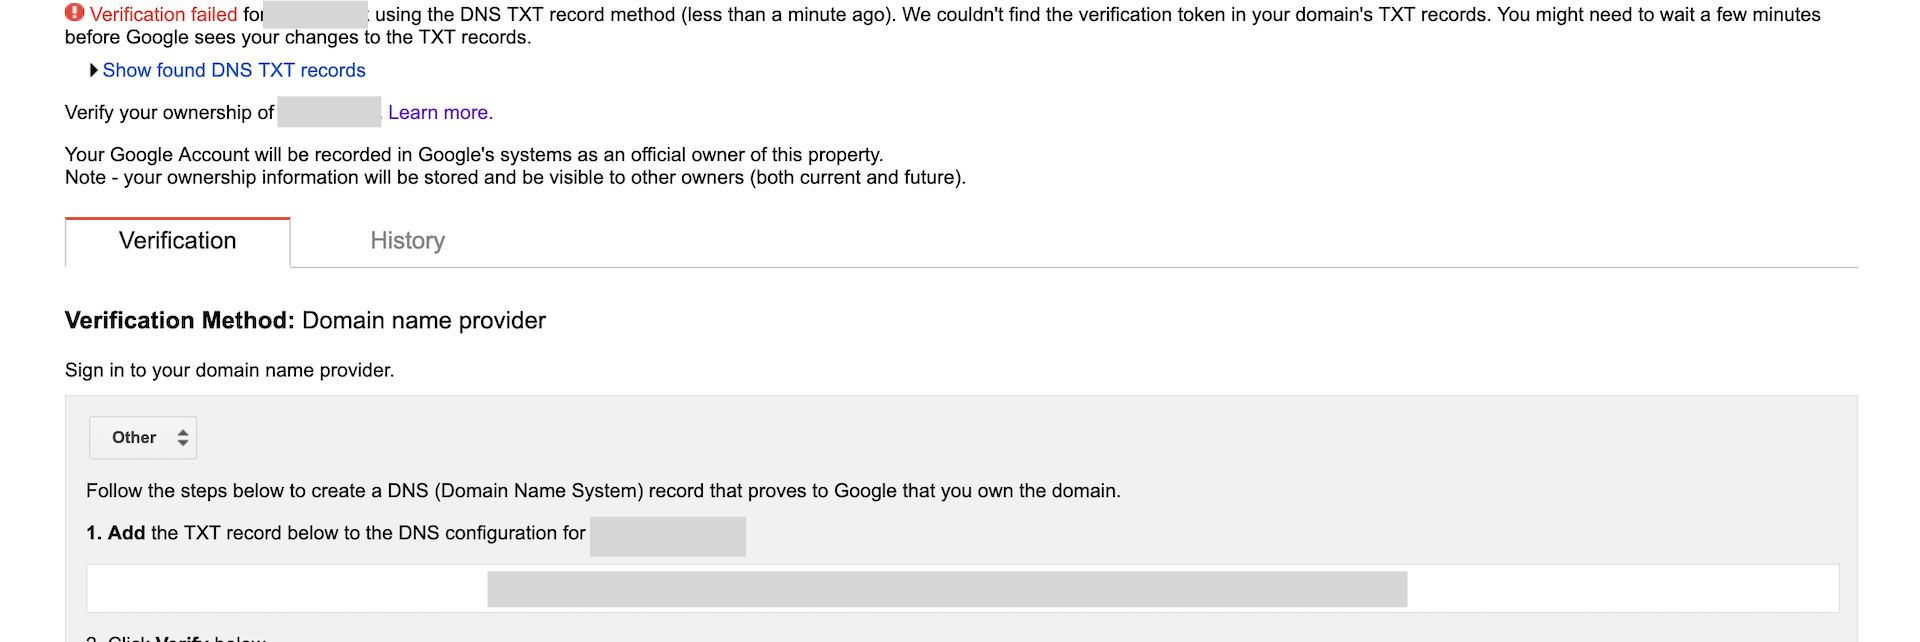 Verification failed for using the DNS TXT record method (less than a minute ago). We couldn't find the verification token in your domain's TXT records. You might need to wait a few minutes
before Google sees your changes to the TXT records.
Show found DNS TXT records
Verify your ownership of Learn more.
Your Google Account will be recorded in Google's systems as an official owner of this property.
Note - your ownership information will be stored and be visible to other owners (both current and future).
Verification History
Verification Method: Domain name provider
Sign in to your domain name provider.
Other
Follow the steps below to create a DNS (Domain Name System) record that proves to Google that you own the domain.
1. Add the TXT record below to the DNS configuration for
2. Click Verify below